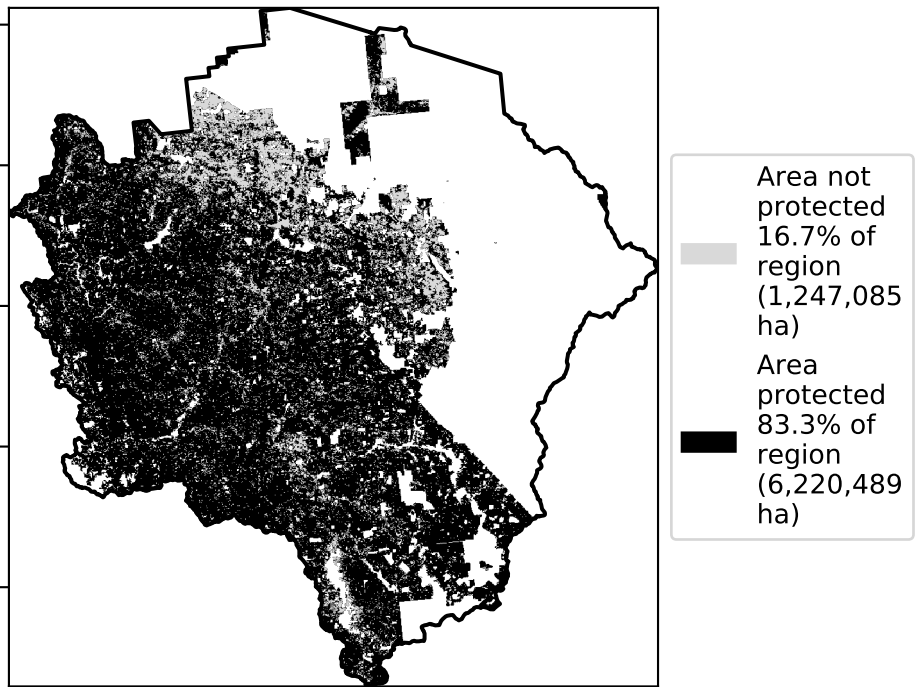 Area not
protected
16.7% of
region
(1,247,085
ha)
Area
protected
83.3% of
region
(6,220,489
ha)